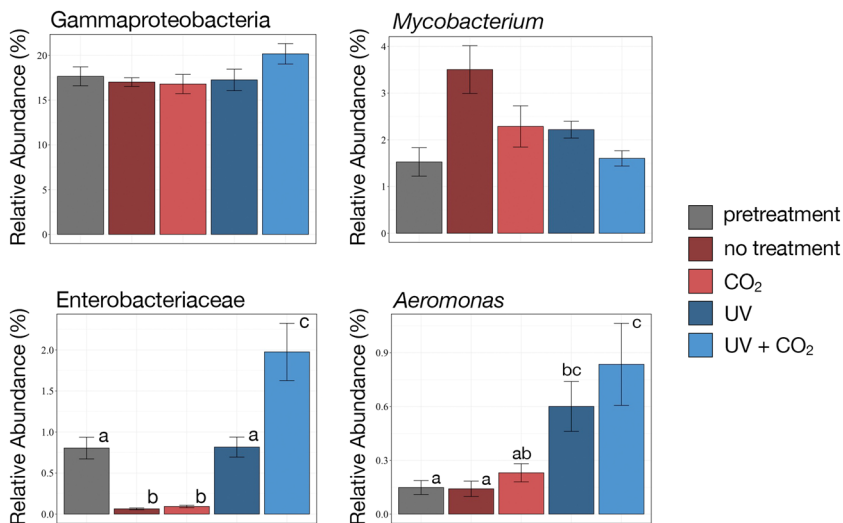 Gammaproteobacteria
Relative Abundance (%)
20
15
10
5
0
Mycobacterium
Relative Abundance (%)
4
3
2
1
0
Enterobacteriaceae
Relative Abundance (%)
2.0
1.5
1.0
0.5
0.0
a
b
b
a
c
Aeromonas
Relative Abundance (%)
0.9
0.6
0.3
0.0
a
a
ab
bc
c
pretreatment
no treatment
CO₂
UV
UV + CO₂